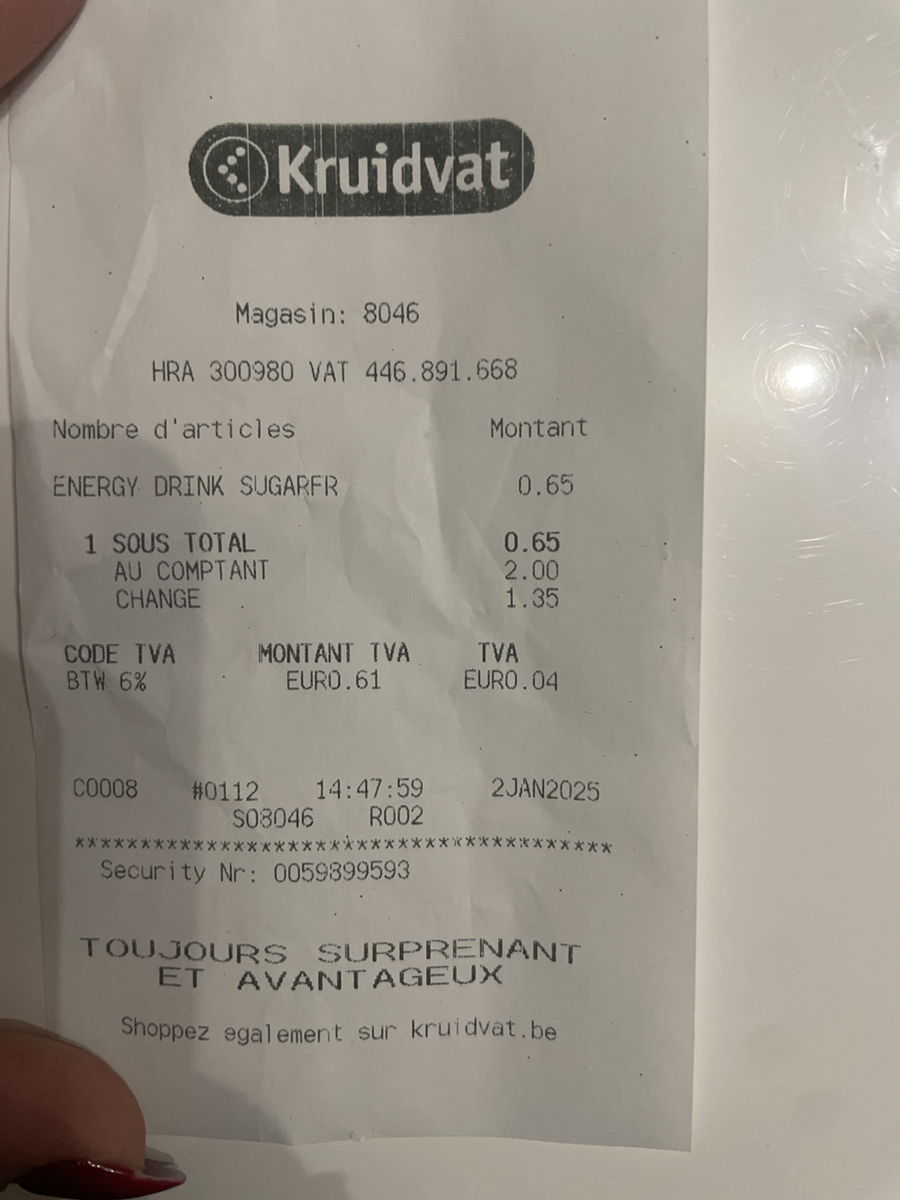 Kruidvat
Magasin: 8046
HRA 300980 VAT 446.891.668
Nombre d'articles Montant
ENERGY DRINK SUGARFR 0.65
1 SOUS TOTAL 0.65
AU COMPTANT 2.00
CHANGE 1.35
CODE TVA MONTANT TVA TVA
BTW 6% EUR0.61 EUR0.04
C0008 #0112 14:47:59 2JAN2025
S08046 R002
*****************************************
Security Nr: 0059899593
TOUJOURS SURPRENANT
ET AVANTAGEUX
Shoppez egalement sur kruidvat.be